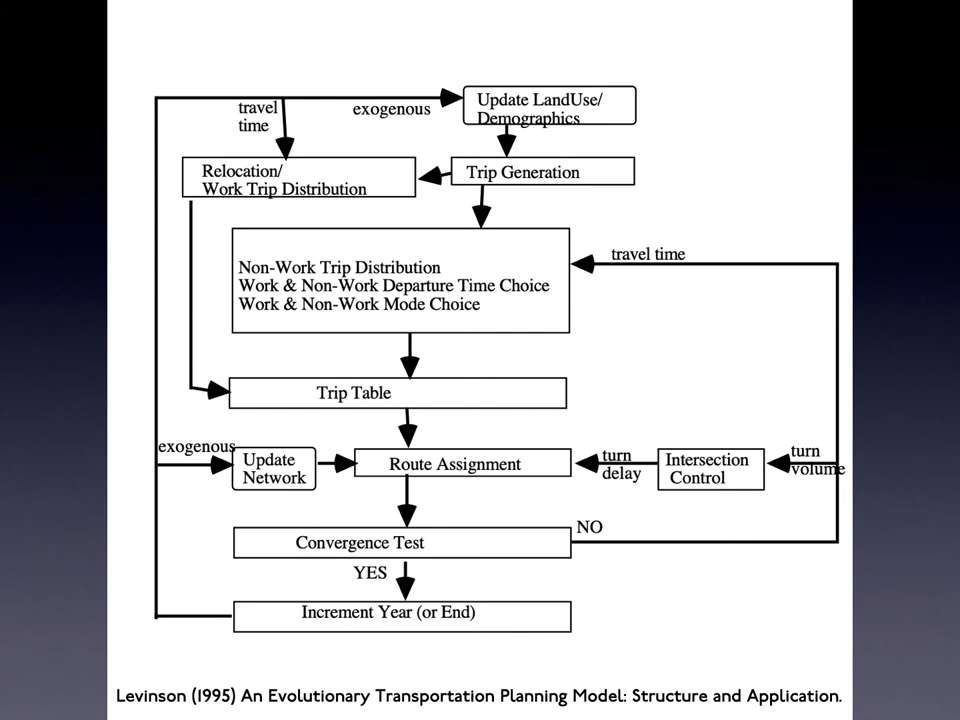 travel
time
exogenous
Update LandUse/
Demographics
Relocation/
Work Trip Distribution
Trip Generation
travel time
Non-Work Trip Distribution
Work & Non-Work Departure Time Choice
Work & Non-Work Mode Choice
Trip Table
exogenous
Update
Network
Route Assignment
turn
delay
Intersection
Control
turn
volume
Convergence Test
NO
YES
Increment Year (or End)
Levinson (1995) An Evolutionary Transportation Planning Model: Structure and Application.